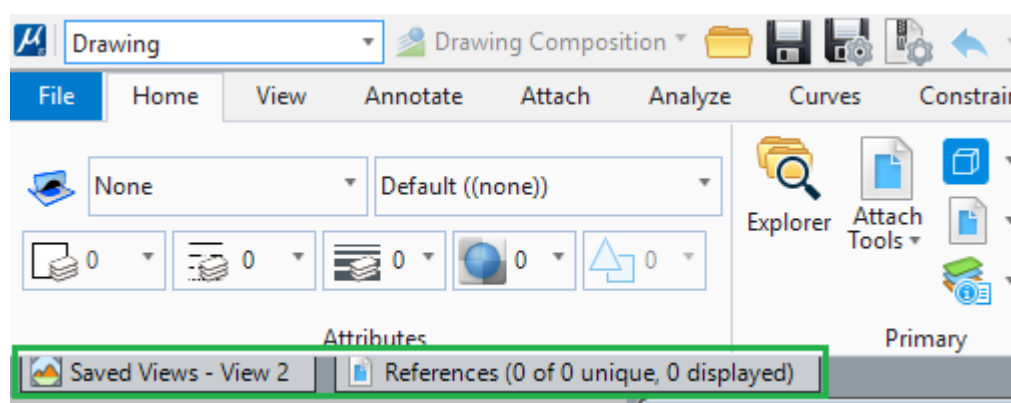 Drawing
Drawing Composition
File Home View Annotate Attach Analyze Curves
None Default ((none))
Explorer Attach
Tools
0 0 0 0 0
Attributes Primary
Saved Views - View 2 References (0 of 0 unique, 0 displayed)